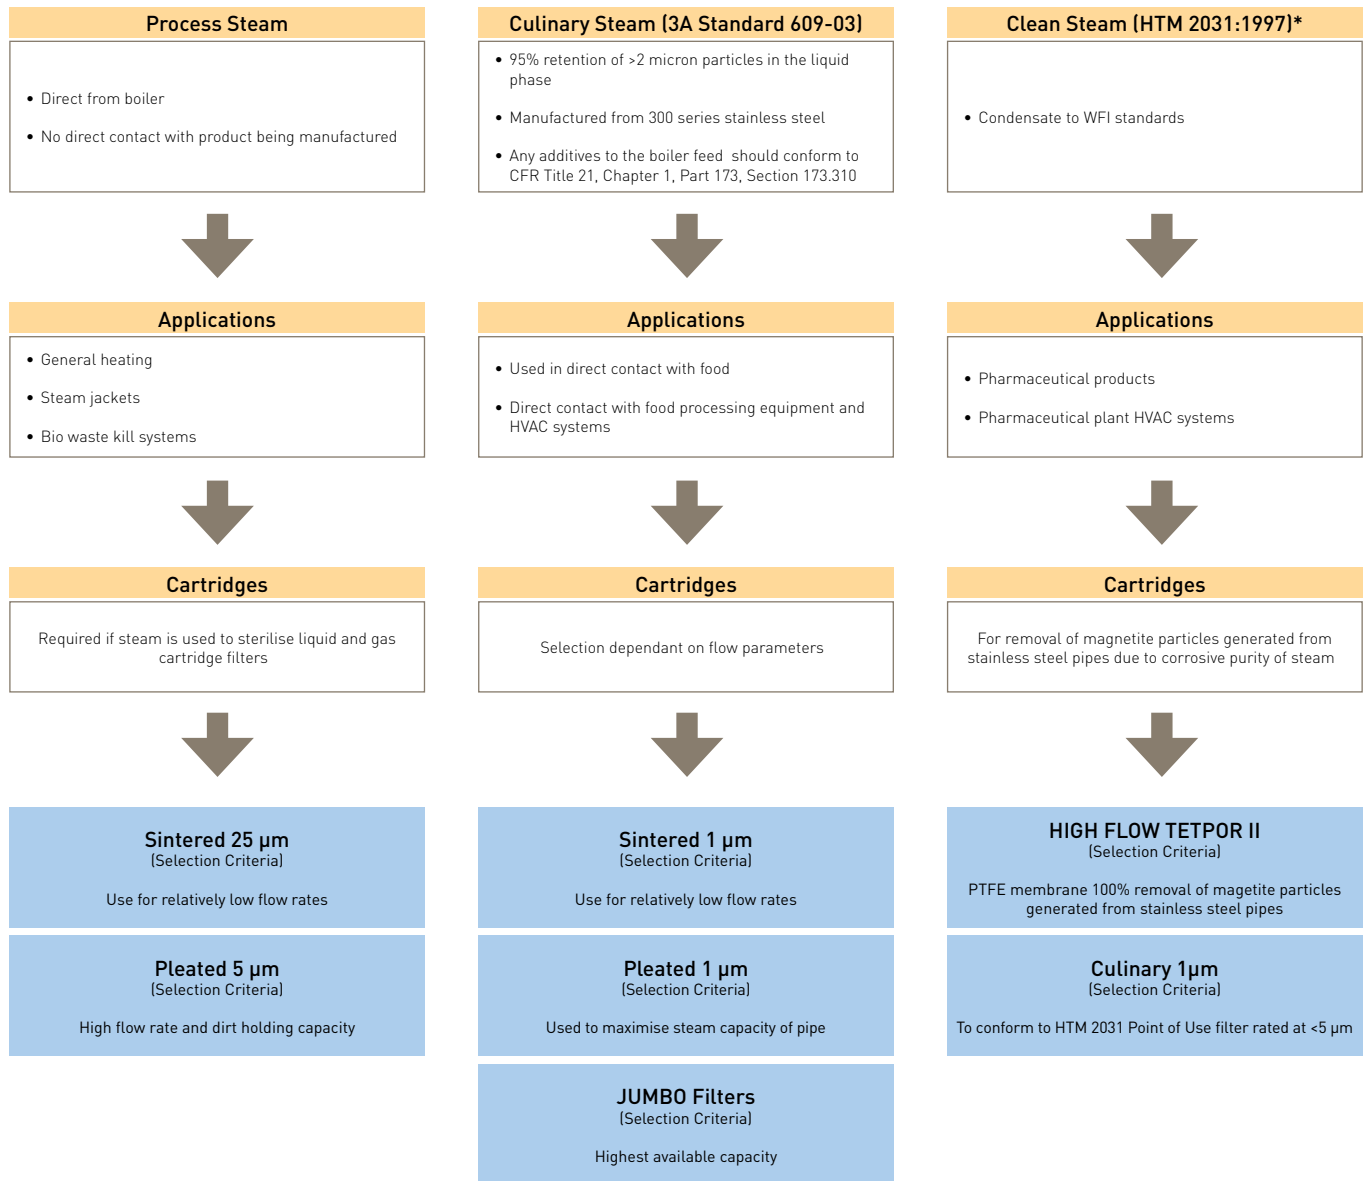 Process Steam
• Direct from boiler
• No direct contact with product being manufactured
Applications
• General heating
• Steam jackets
• Bio waste kill systems
Cartridges
Required if steam is used to sterilise liquid and gas
cartridge filters
Sintered 25 µm
(Selection Criteria)
Use for relatively low flow rates
Pleated 5 µm
(Selection Criteria)
High flow rate and dirt holding capacity
Culinary Steam (3A Standard 609-03)
• 95% retention of >2 micron particles in the liquid
phase
• Manufactured from 300 series stainless steel
• Any additives to the boiler feed should conform to
CFR Title 21, Chapter 1, Part 173, Section 173.310
Applications
• Used in direct contact with food
• Direct contact with food processing equipment and
HVAC systems
Cartridges
Selection dependant on flow parameters
Sintered 1 µm
(Selection Criteria)
Use for relatively low flow rates
Pleated 1 µm
(Selection Criteria)
Used to maximise steam capacity of pipe
JUMBO Filters
(Selection Criteria)
Highest available capacity
Clean Steam (HTM 2031:1997)*
• Condensate to WFI standards
Applications
• Pharmaceutical products
• Pharmaceutical plant HVAC systems
Cartridges
For removal of magnetite particles generated from
stainless steel pipes due to corrosive purity of steam
HIGH FLOW TETPOR II
(Selection Criteria)
PTFE membrane 100% removal of magetite particles
generated from stainless steel pipes
Culinary 1µm
(Selection Criteria)
To conform to HTM 2031 Point of Use filter rated at <5 µm